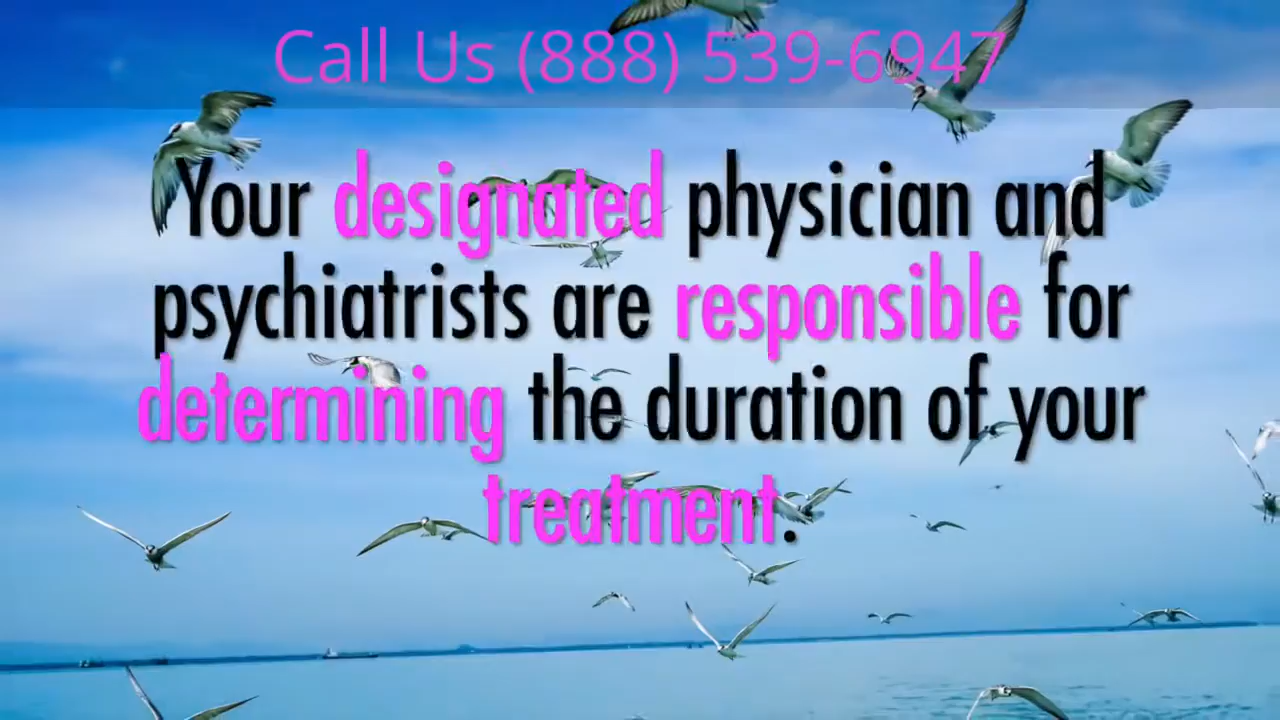 Call Us (888) 539-6947
Your designated physician and
psychiatrists are responsible for
determining the duration of your
treatment.